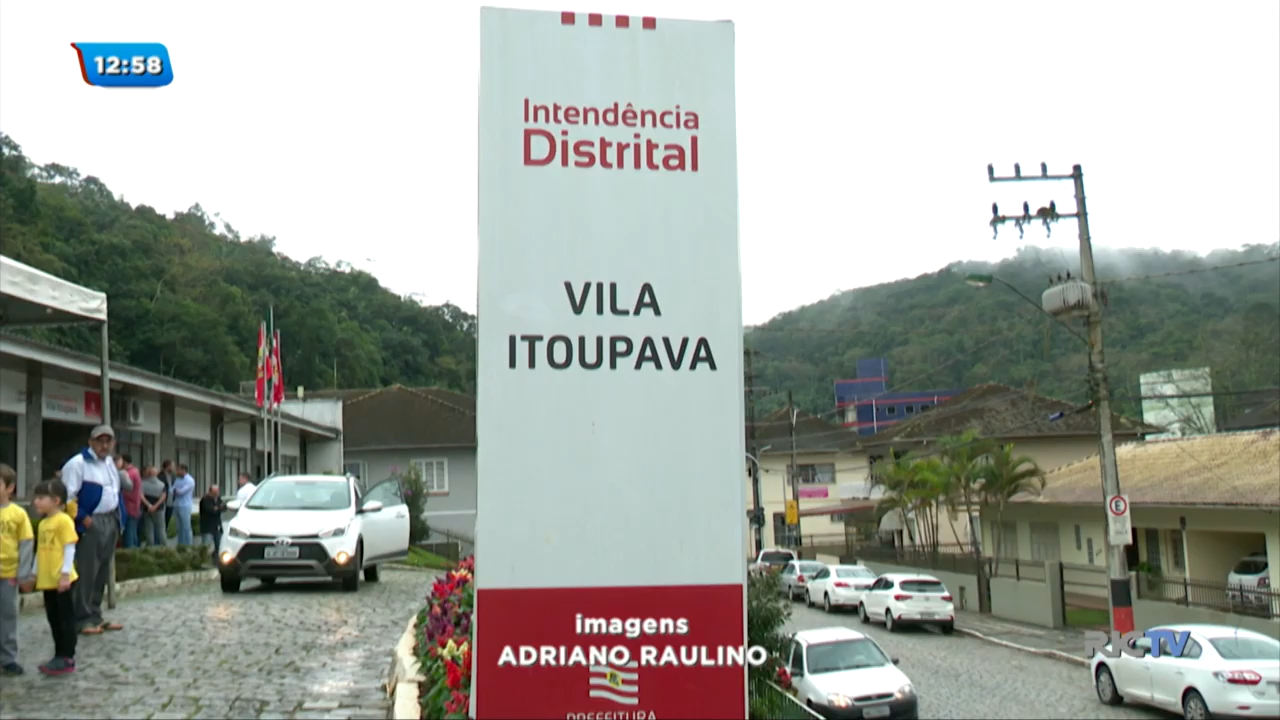 12:58
Intendência
Distrital
VILA
ITOUPAVA
imagens
ADRIANO RAULINO
PREFEITURA
E
RICTV